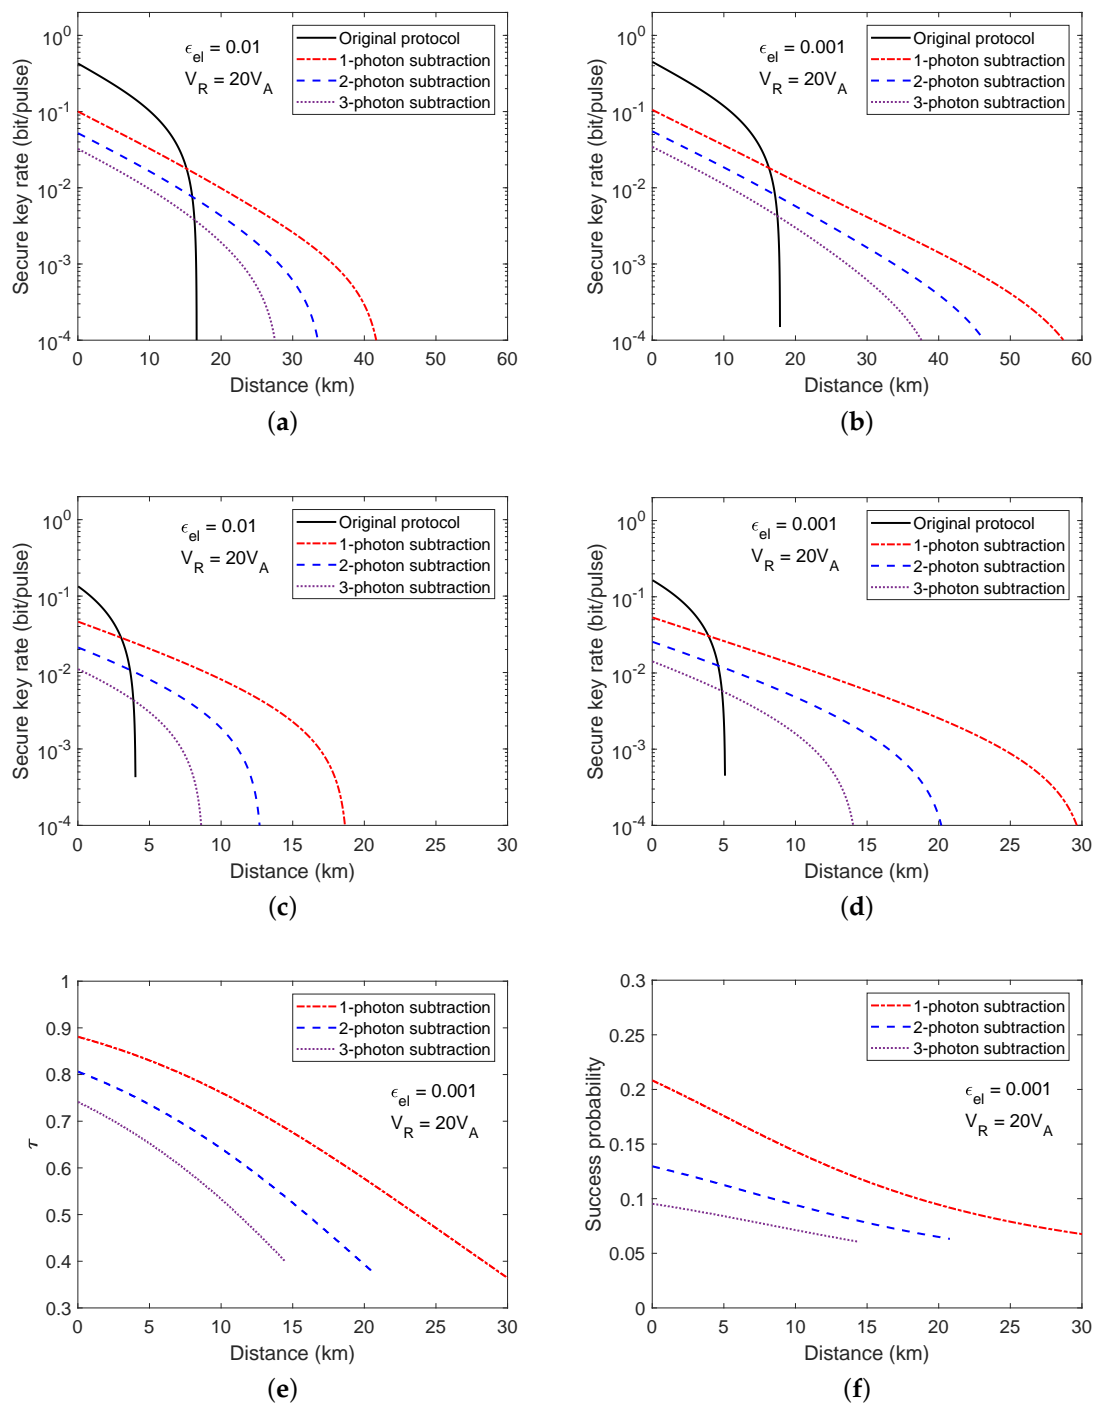 10^0
10^-1
10^-2
10^-3
10^-4
Secure key rate (bit/pulse)
ϵ_el = 0.01
V_R = 20V_A
Original protocol
1-photon subtraction
2-photon subtraction
3-photon subtraction
0 10 20 30 40 50 60
Distance (km)
(a)
10^0
10^-1
10^-2
10^-3
10^-4
Secure key rate (bit/pulse)
ϵ_el = 0.001
V_R = 20V_A
Original protocol
1-photon subtraction
2-photon subtraction
3-photon subtraction
0 10 20 30 40 50 60
Distance (km)
(b)
10^0
10^-1
10^-2
10^-3
10^-4
Secure key rate (bit/pulse)
ϵ_el = 0.01
V_R = 20V_A
Original protocol
1-photon subtraction
2-photon subtraction
3-photon subtraction
0 5 10 15 20 25 30
Distance (km)
(c)
10^0
10^-1
10^-2
10^-3
10^-4
Secure key rate (bit/pulse)
ϵ_el = 0.001
V_R = 20V_A
Original protocol
1-photon subtraction
2-photon subtraction
3-photon subtraction
0 5 10 15 20 25 30
Distance (km)
(d)
1
0.9
0.8
0.7
0.6
0.5
0.4
0.3
τ
1-photon subtraction
2-photon subtraction
3-photon subtraction
ϵ_el = 0.001
V_R = 20V_A
0 5 10 15 20 25 30
Distance (km)
(e)
0.3
0.25
0.2
0.15
0.1
0.05
0
Success probability
1-photon subtraction
2-photon subtraction
3-photon subtraction
ϵ_el = 0.001
V_R = 20V_A
0 5 10 15 20 25 30
Distance (km)
(f)